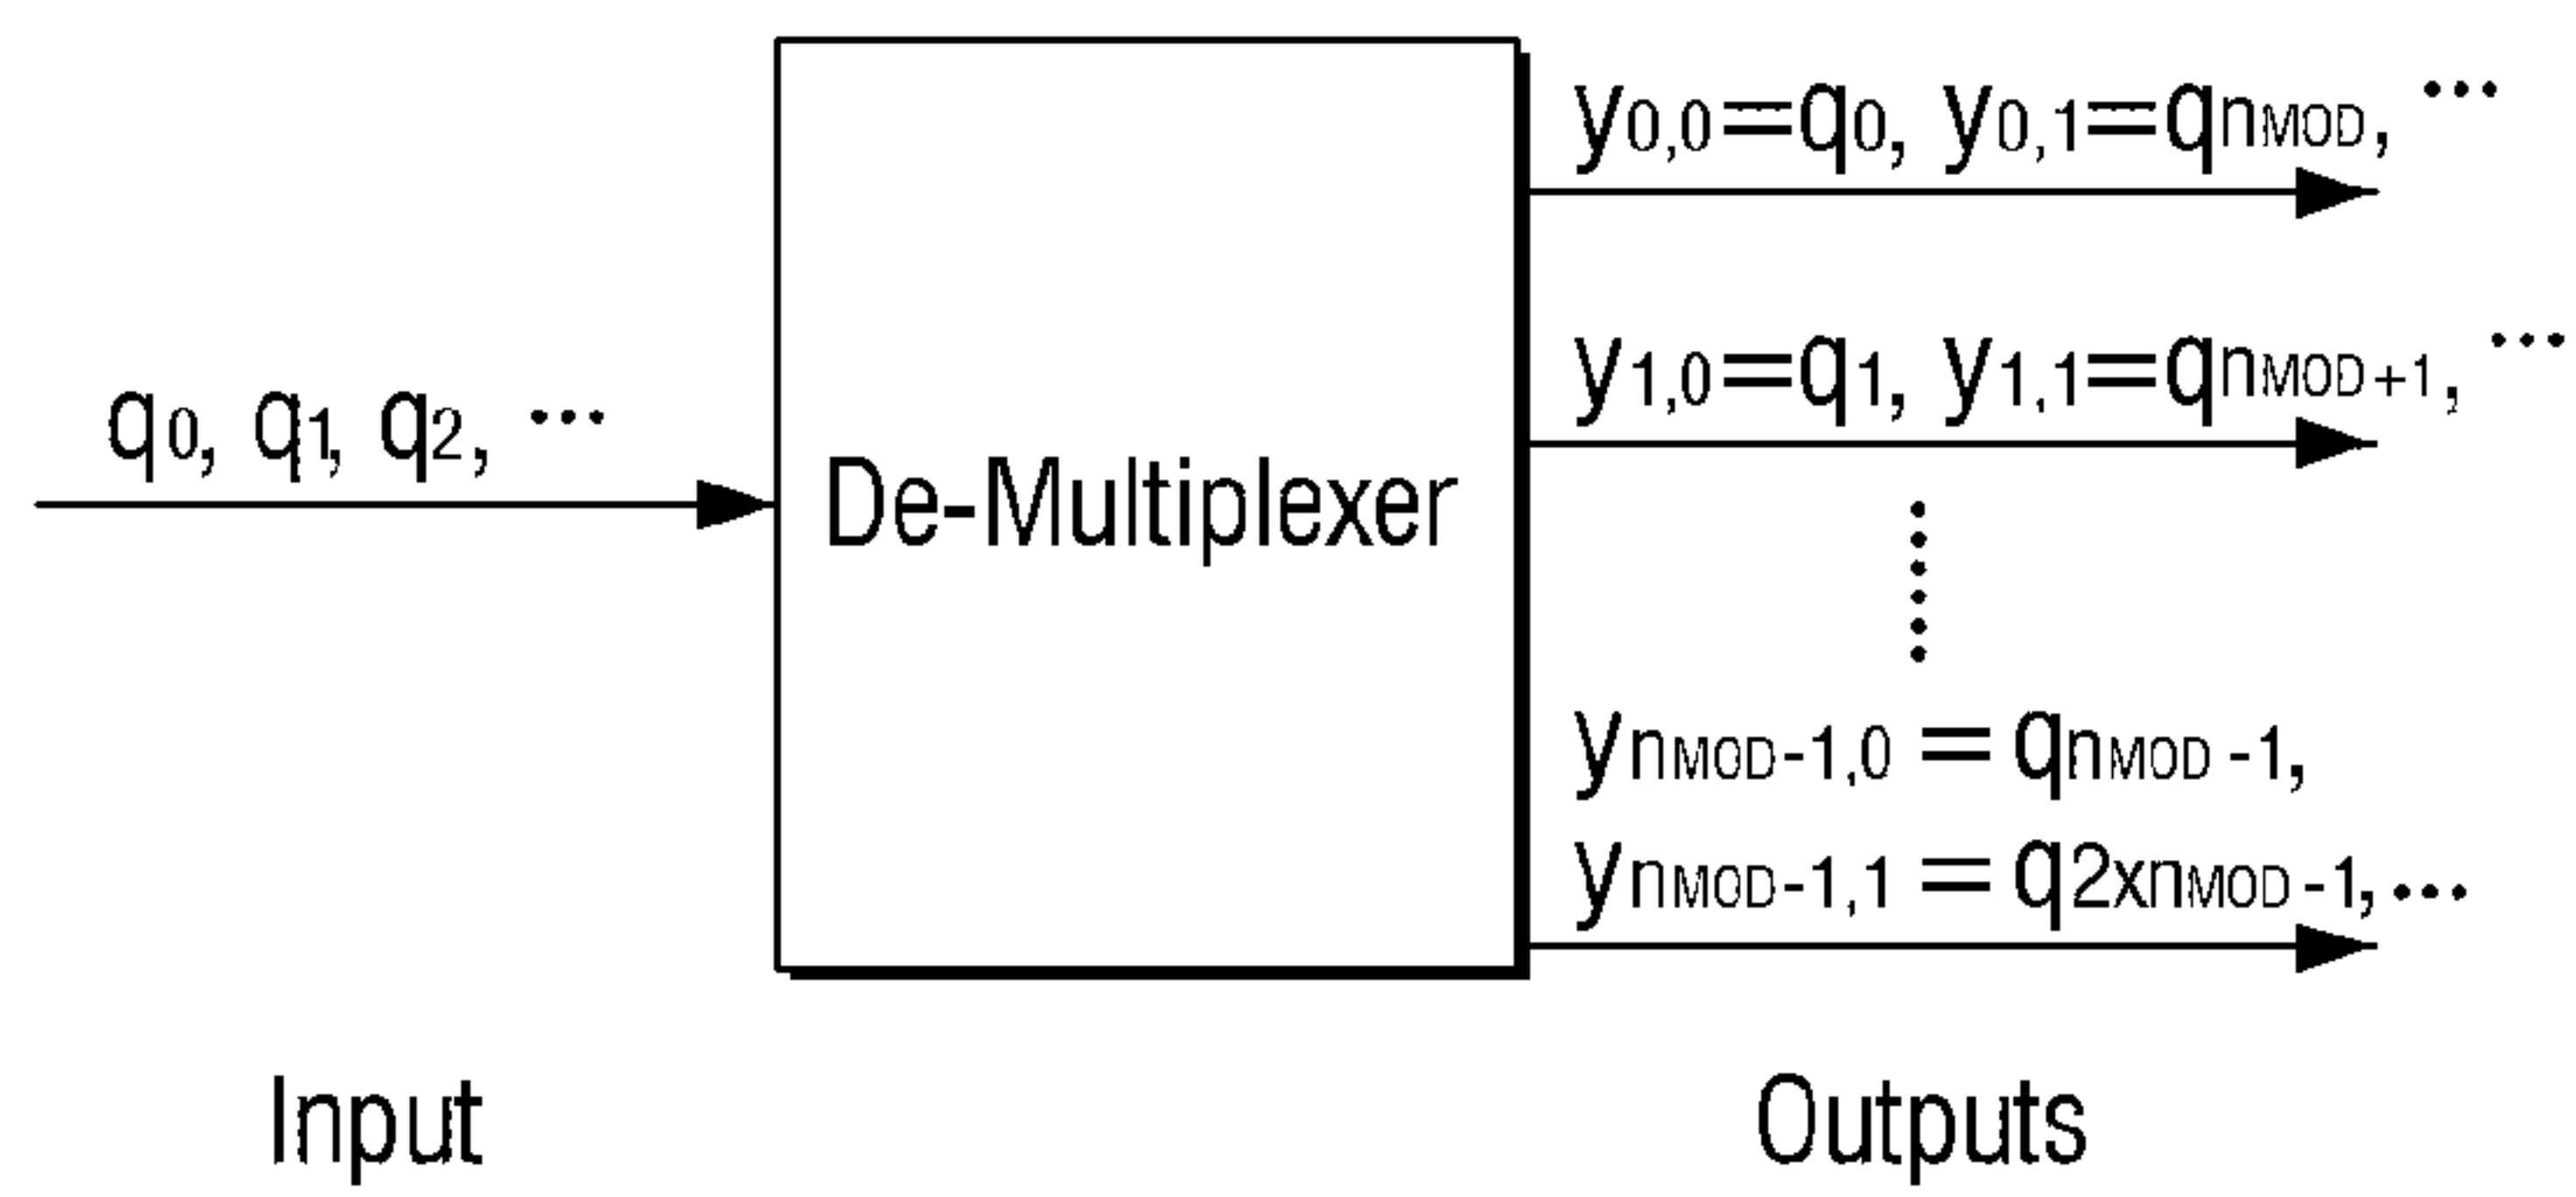 y0,0=q0, y0,1=qnMOD, ...
y1,0=q1, y1,1=qnMOD+1, ...
q0, q1, q2, ...
De-Multiplexer
ynMOD-1,0 = qnMOD-1,
ynMOD-1,1 = q2xnMOD-1, ...
Input
Outputs